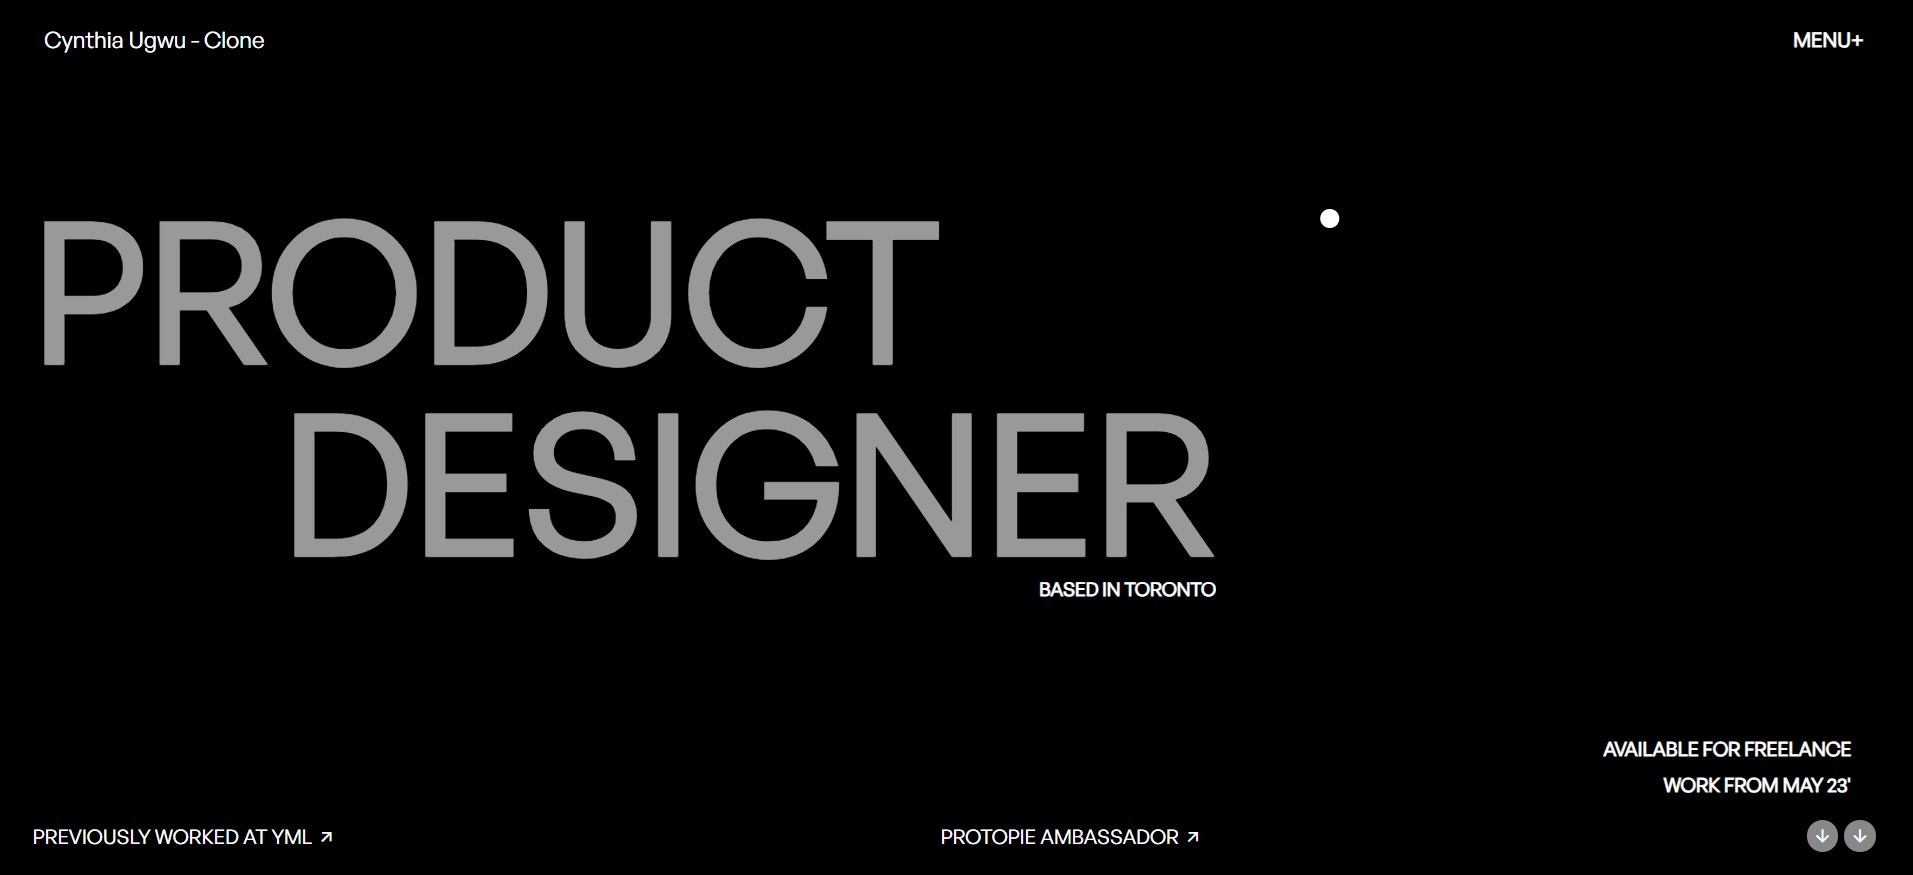 Cynthia Ugwu - Clone
MENU+
PRODUCT
DESIGNER
BASED IN TORONTO
AVAILABLE FOR FREELANCE
WORK FROM MAY 23'
PREVIOUSLY WORKED AT YML
PROTOPIE AMBASSADOR